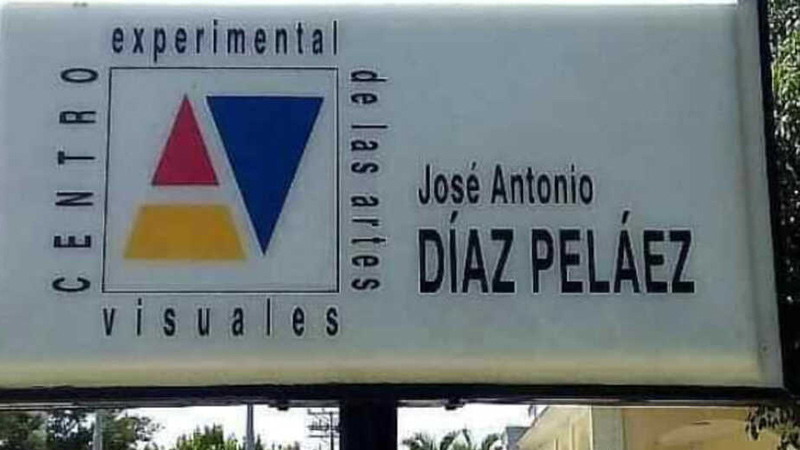 CENTRO
experimental
de las artes
visuales
José Antonio
DÍAZ PELÁEZ